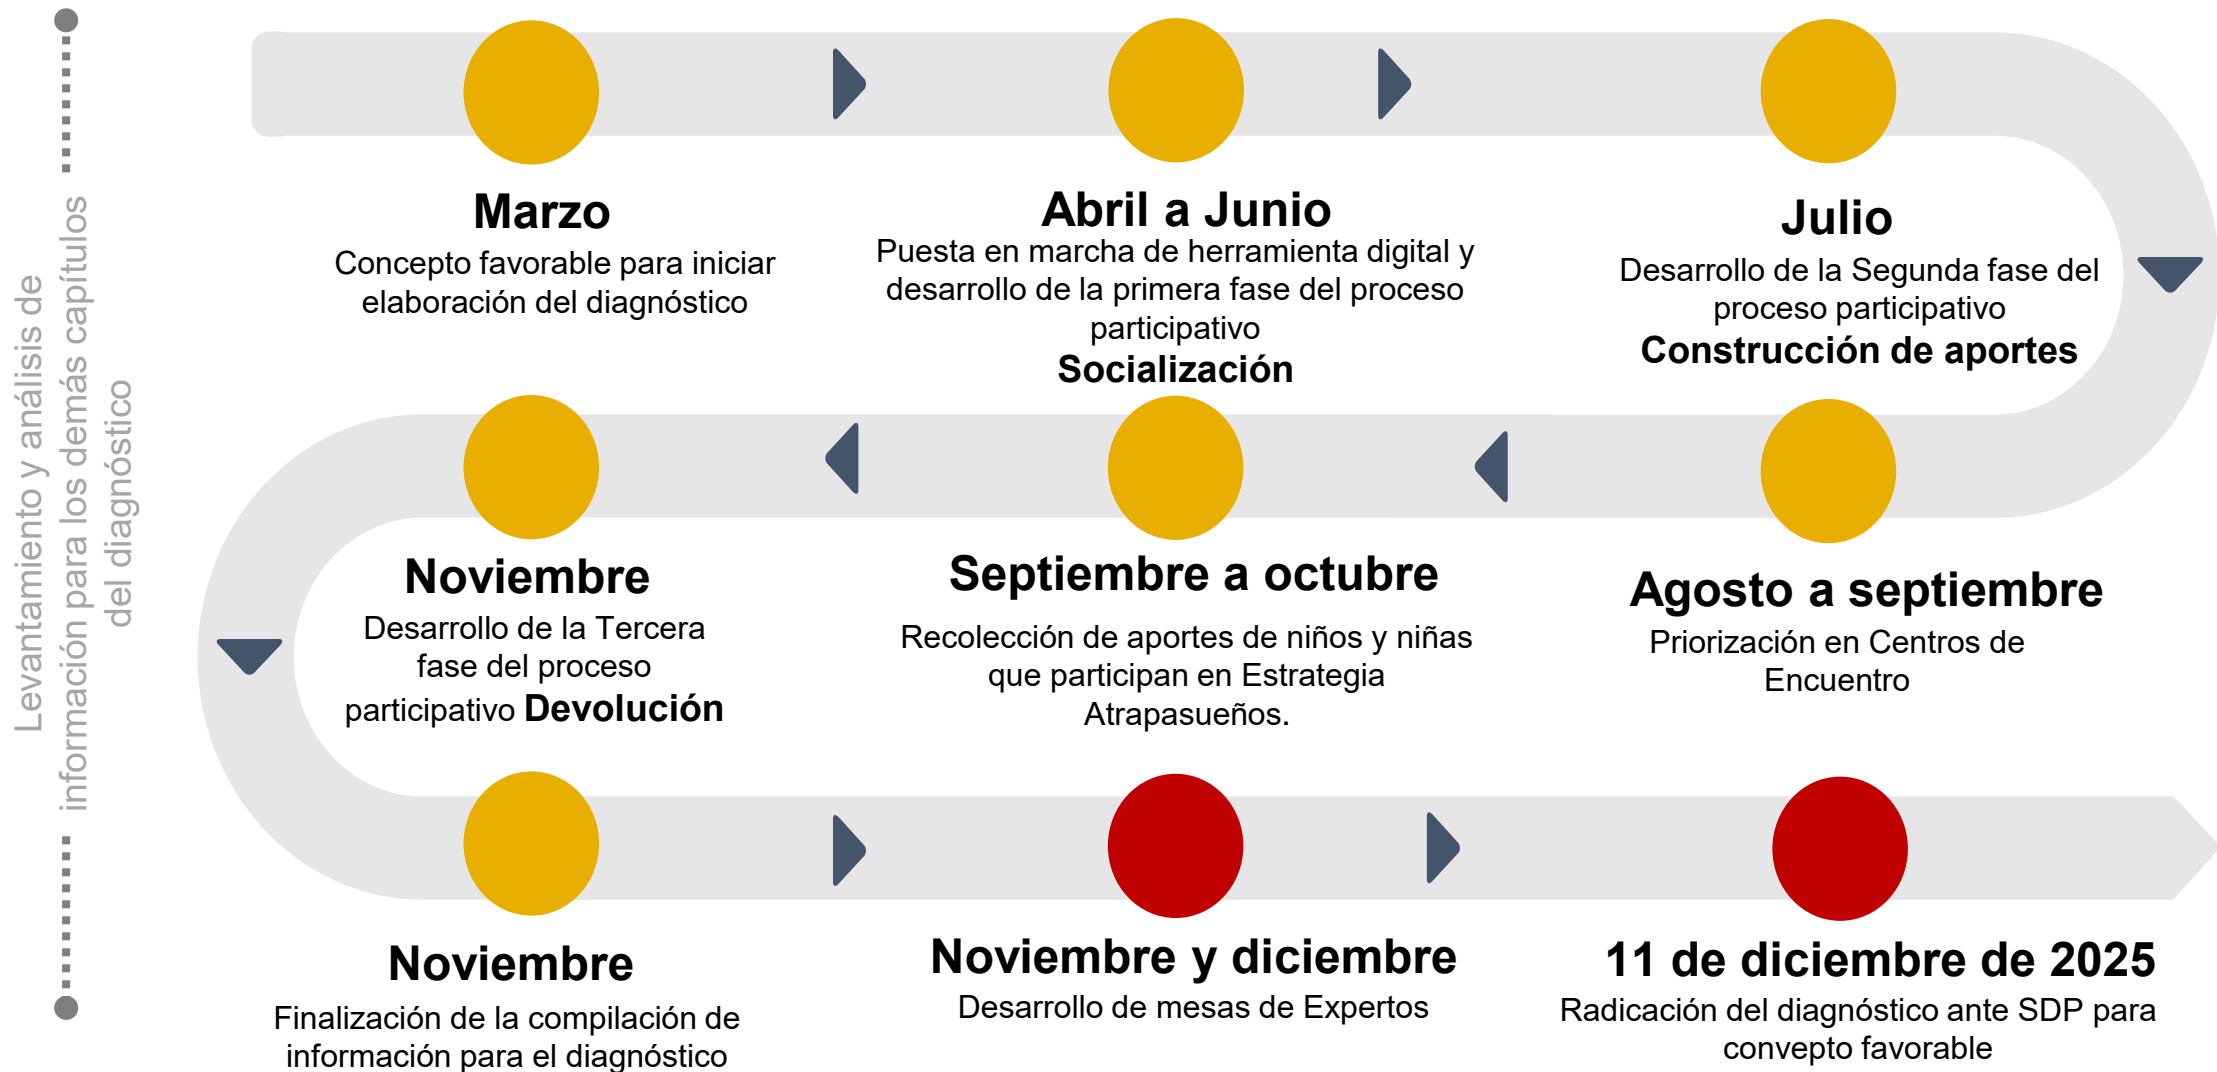 Levantamiento y análisis de
información para los demás capítulos
del diagnóstico
Marzo
Concepto favorable para iniciar
elaboración del diagnóstico
Abril a Junio
Puesta en marcha de herramienta digital y
desarrollo de la primera fase del proceso
participativo
Socialización
Julio
Desarrollo de la Segunda fase del
proceso participativo
Construcción de aportes
Agosto a septiembre
Priorización en Centros de
Encuentro
Septiembre a octubre
Recolección de aportes de niños y niñas
que participan en Estrategia
Atrapasueños.
Noviembre
Desarrollo de la Tercera
fase del proceso
participativo Devolución
Noviembre
Finalización de la compilación de
información para el diagnóstico
Noviembre y diciembre
Desarrollo de mesas de Expertos
11 de diciembre de 2025
Radicación del diagnóstico ante SDP para
convepto favorable